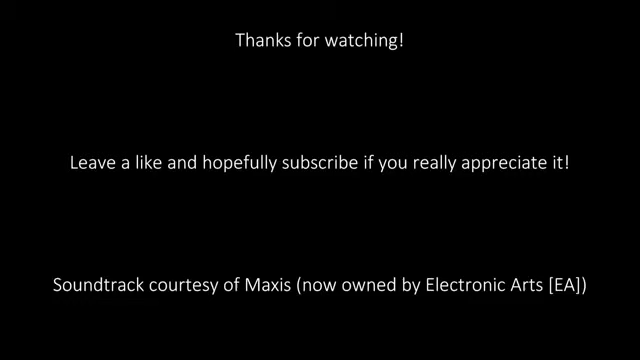 Thanks for watching!
Leave a like and hopefully subscribe if you really appreciate it!
Soundtrack courtesy of Maxis (now owned by Electronic Arts [EA])